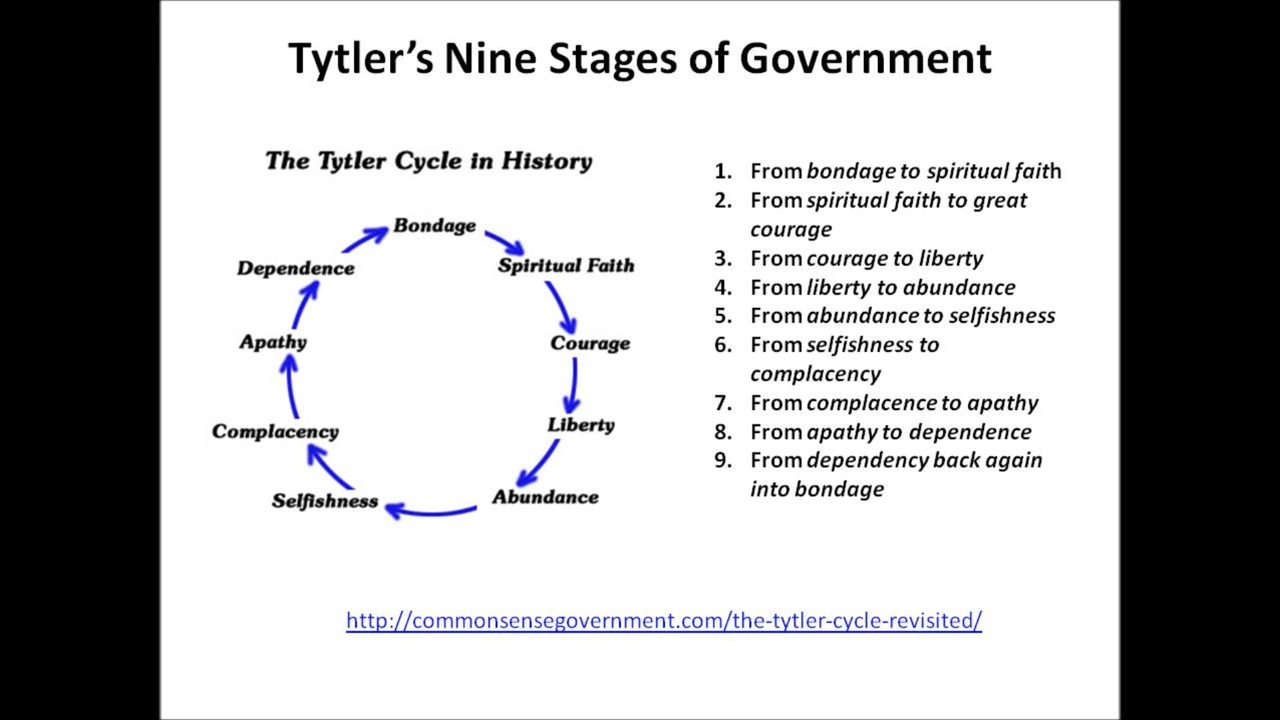 Tytler’s Nine Stages of Government
The Tytler Cycle in History
Bondage
Spiritual Faith
Courage
Liberty
Abundance
Selfishness
Complacency
Apathy
Dependence
1. From bondage to spiritual faith
2. From spiritual faith to great
courage
3. From courage to liberty
4. From liberty to abundance
5. From abundance to selfishness
6. From selfishness to
complacency
7. From complacence to apathy
8. From apathy to dependence
9. From dependency back again
into bondage
http://commonsensegovernment.com/the-tytler-cycle-revisited/